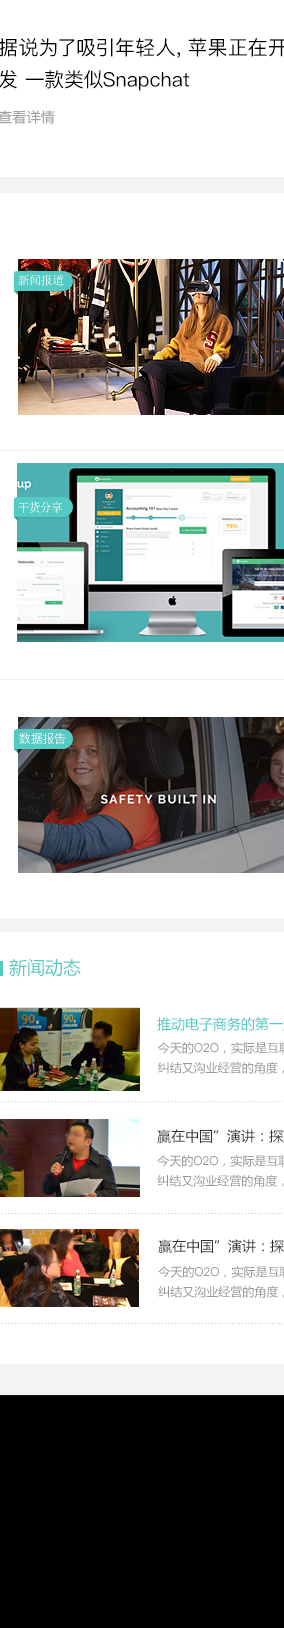 据说为了吸引年轻人, 苹果正在开
发 一款类似Snapchat
查看详情
新闻报道
up
干货分享
Accounting 101
75%
数据报告
SAFETY BUILT IN
新闻动态
90
90
推动电子商务的第一
今天的O2O，实际是互联
纠结又沟业经营的角度，
赢在中国”演讲：探
今天的O2O，实际是互联
纠结又沟业经营的角度，
赢在中国”演讲：探
今天的O2O，实际是互联
纠结又沟业经营的角度，